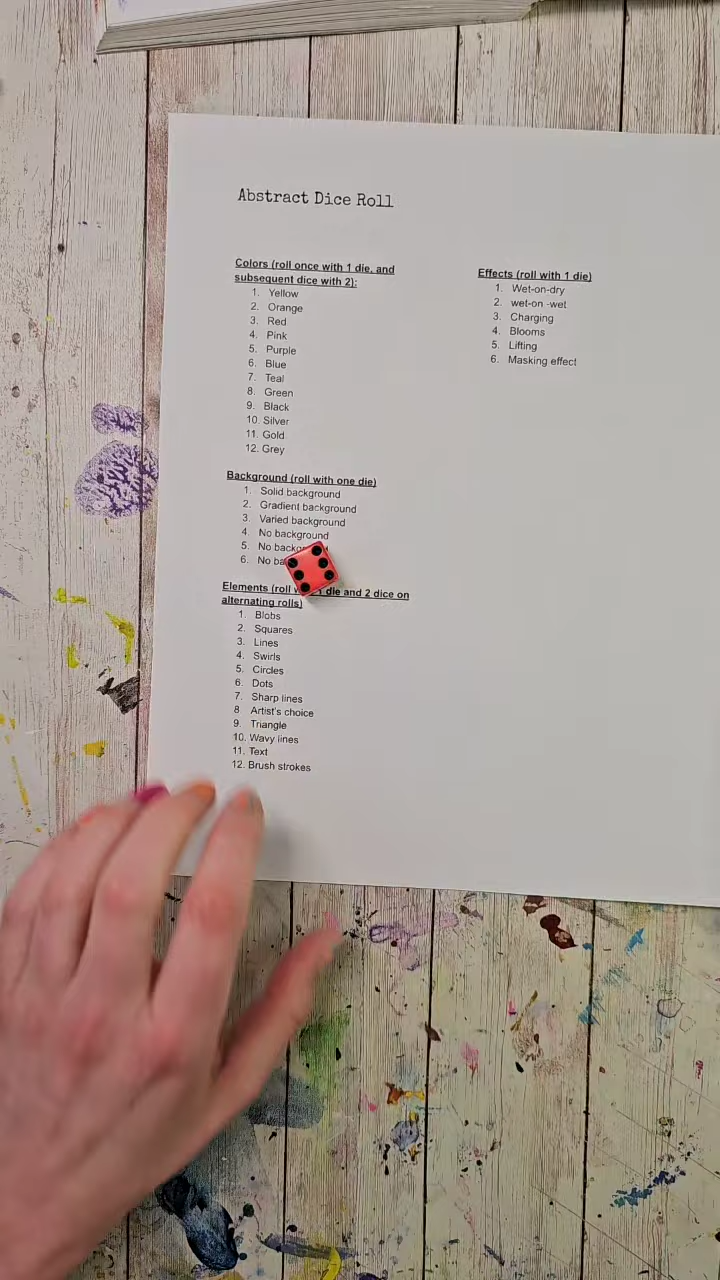 Abstract Dice Roll
Colors (roll once with 1 die, and
subsequent dice with 2):
1. Yellow
2. Orange
3. Red
4. Pink
5. Purple
6. Blue
7. Teal
8. Green
9. Black
10. Silver
11. Gold
12. Grey
Background (roll with one die)
1. Solid background
2. Gradient background
3. Varied background
4. No background
5. No backg
6. No ba
Elements (roll w 1 die and 2 dice on
alternating rolls)
1. Blobs
2. Squares
3. Lines
4. Swirls
5. Circles
6. Dots
7. Sharp lines
8. Artist's choice
9. Triangle
10. Wavy lines
11. Text
12. Brush strokes
Effects (roll with 1 die)
1. Wet-on-dry
2. wet-on -wet
3. Charging
4. Blooms
5. Lifting
6. Masking effect